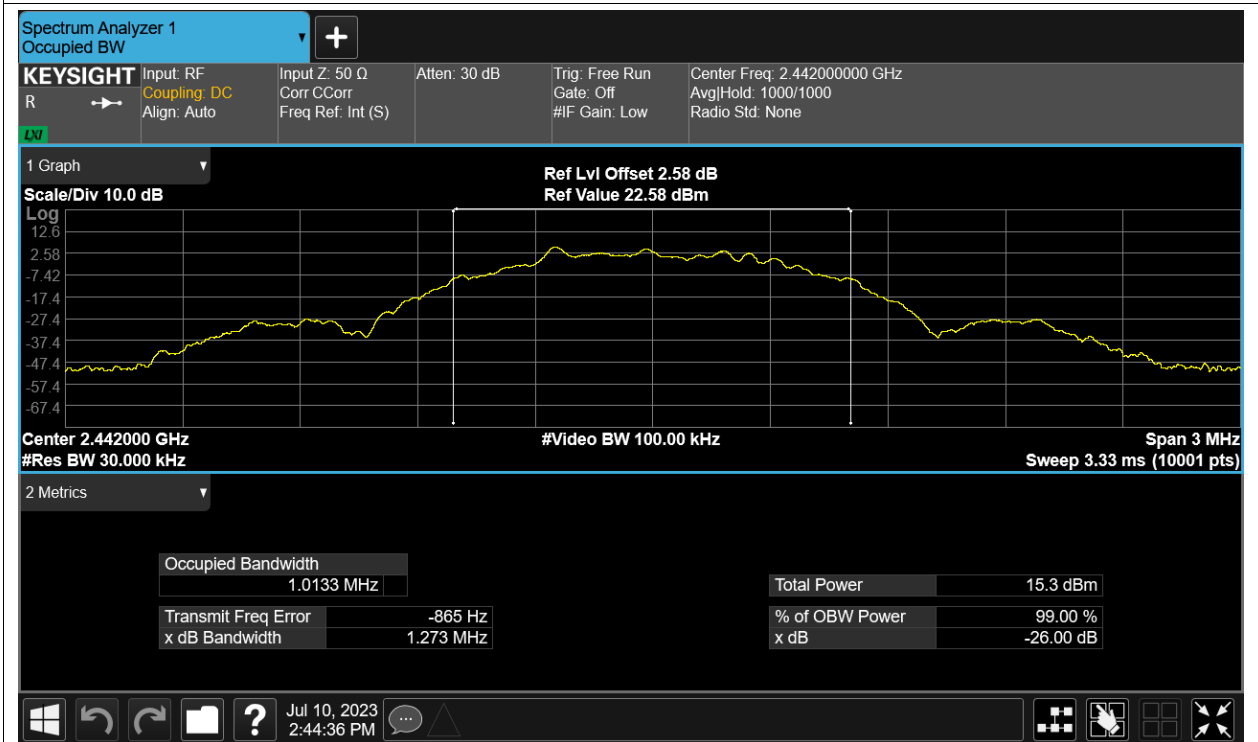 Spectrum Analyzer 1
Occupied BW
▼
+
KEYSIGHT
R
LXI
Input: RF
Coupling: DC
Align: Auto
Input Z: 50 Ω
Corr CCorr
Freq Ref: Int (S)
Atten: 30 dB
Trig: Free Run
Gate: Off
#IF Gain: Low
Center Freq: 2.442000000 GHz
Avg|Hold: 1000/1000
Radio Std: None
1 Graph ▼
Scale/Div 10.0 dB
Ref Lvl Offset 2.58 dB
Ref Value 22.58 dBm
Log
12.6
2.58
-7.42
-17.4
-27.4
-37.4
-47.4
-57.4
-67.4
Center 2.442000 GHz
#Res BW 30.000 kHz
#Video BW 100.00 kHz
Span 3 MHz
Sweep 3.33 ms (10001 pts)
2 Metrics ▼
Occupied Bandwidth
1.0133 MHz
Transmit Freq Error -865 Hz
x dB Bandwidth 1.273 MHz
Total Power 15.3 dBm
% of OBW Power 99.00 %
x dB -26.00 dB
?
Jul 10, 2023
2:44:36 PM